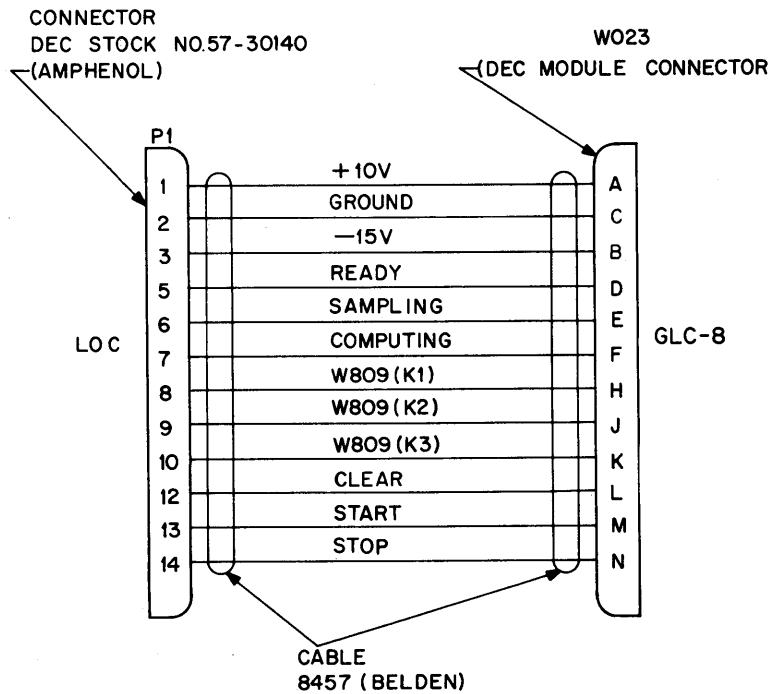 CONNECTOR
DEC STOCK NO.57-30140
(AMPHENOL)
W023
(DEC MODULE CONNECTOR
P1
1 +10V A
2 GROUND C
3 -15V B
5 READY D
6 SAMPLING E
LOC
7 COMPUTING F
GLC-8
8 W809(K1) H
9 W809(K2) J
10 W809(K3) K
12 CLEAR L
13 START M
14 STOP N
CABLE
8457 (BELDEN)